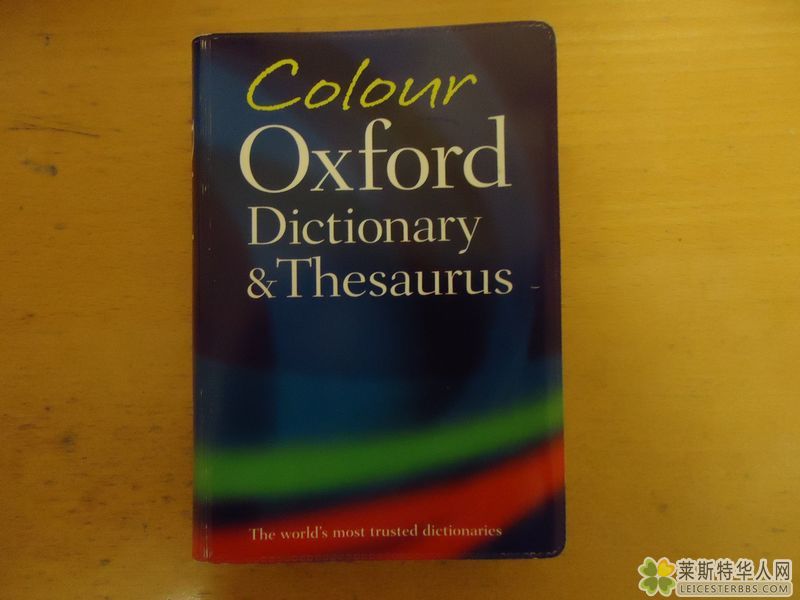 Colour
Oxford
Dictionary
& Thesaurus
The world's most trusted dictionaries
莱斯特华人网
LEICESTERBBS.COM